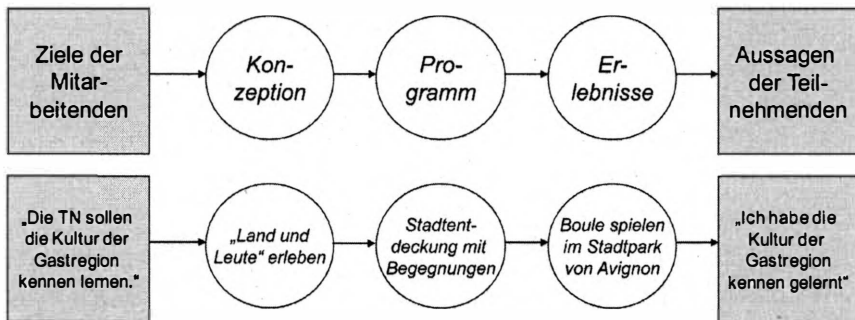 Ziele der
Mitar-
beitenden
Kon-
zeption
Pro-
gramm
Er-
lebnisse
Aussagen
der Teil-
nehmenden
„Die TN sollen
die Kultur der
Gastregion
kennen lernen.“
„Land und
Leute“ erleben
Stadtent-
deckung mit
Begegnungen
Boule spielen
im Stadtpark
von Avignon
„Ich habe die
Kultur der
Gastregion
kennen gelernt“